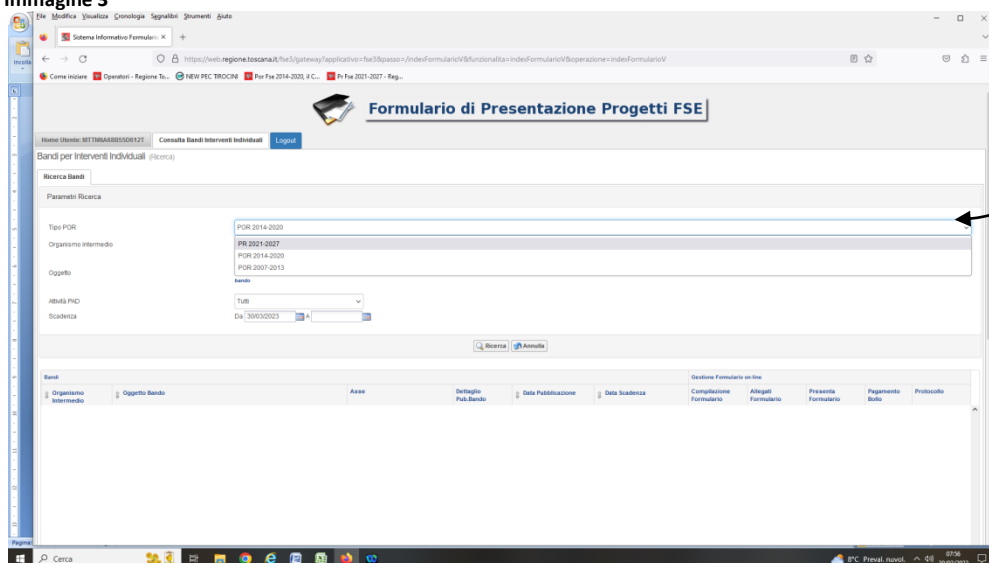 Immagine 3
File Modifica Visualizza Cronologia Segnalibri Strumenti Aiuto
Sistema Informativo Formulario
Incolla
https://web.regione.toscana.it/fse3/gateway?applicativo=fse3&passo=/indexFormularioV&funzionalita=indexFormularioV&operazione=indexFormularioV
Come iniziare Operatori - Regione To... NEW PEC TIROCINI Por Fse 2014-2020, il C... Pr Fse 2021-2027 - Reg...
Formulario di Presentazione Progetti FSE
Consulta Bandi Interventi Individuali Logout
Bandi per Interventi Individuali (Ricerca)
Ricerca Bandi
Parametri Ricerca
Tipo POR POR 2014-2020
Organismo intermedio PR 2021-2027
POR 2014-2020
POR 2007-2013
Oggetto
bando
Attività PAD Tutti
Scadenza Da 30/03/2023 A
Ricerca Annulla
Bandi Gestione Formulario on-line
Organismo Intermedio Oggetto Bando Asse Dettaglio Pub.Bando Data Pubblicazione Data Scadenza Compilazione Formulario Allegati Formulario Presenta Formulario Pagamento Bollo Protocollo
Pagina:
Cerca 8°C Preval. nuvol. 07:56